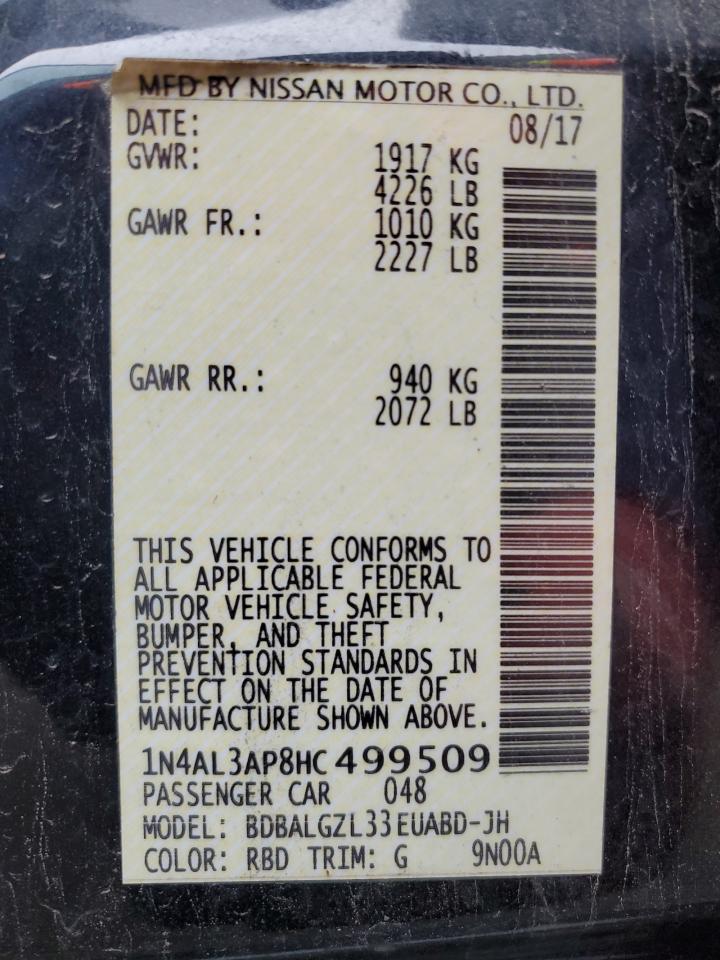 MFD BY NISSAN MOTOR CO., LTD.
DATE: 08/17
GVWR: 1917 KG
4226 LB
GAWR FR.: 1010 KG
2227 LB
GAWR RR.: 940 KG
2072 LB
THIS VEHICLE CONFORMS TO
ALL APPLICABLE FEDERAL
MOTOR VEHICLE SAFETY,
BUMPER, AND THEFT
PREVENTION STANDARDS IN
EFFECT ON THE DATE OF
MANUFACTURE SHOWN ABOVE.
1N4AL3AP8HC499509
PASSENGER CAR 048
MODEL: BDBALGZL33EUABD-JH
COLOR: RBD TRIM: G 9N00A